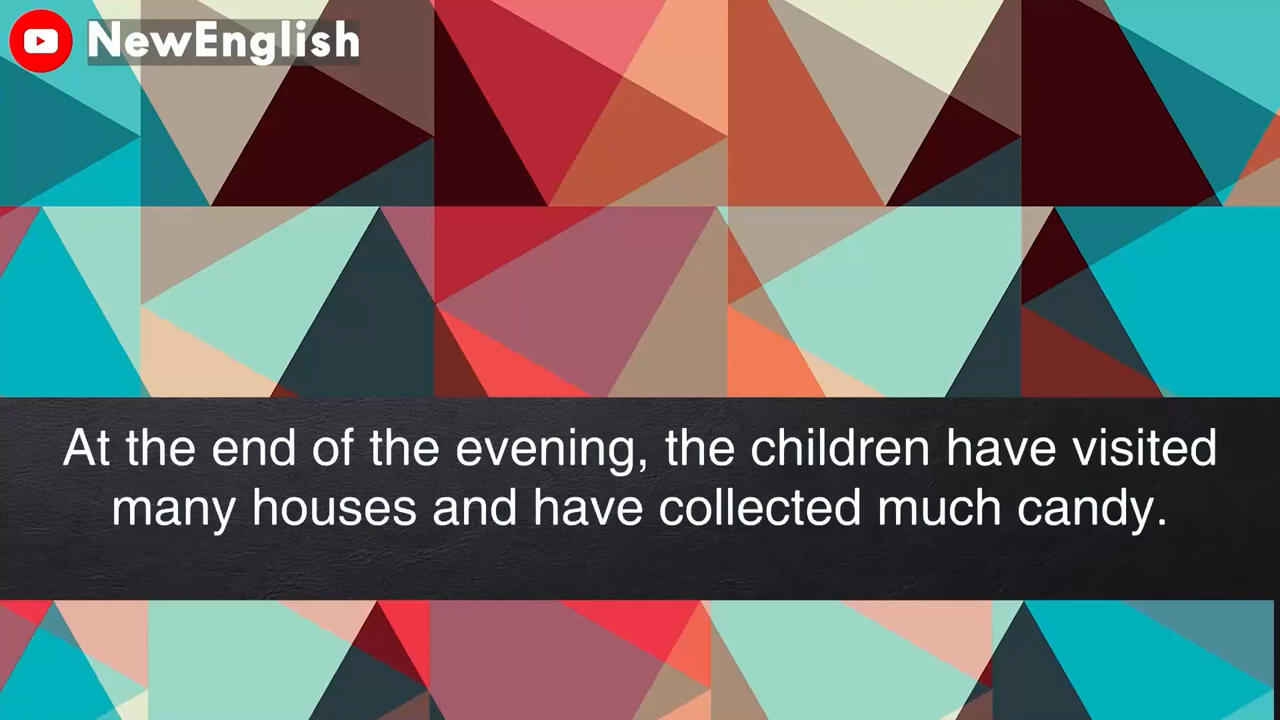 NewEnglish
At the end of the evening, the children have visited
many houses and have collected much candy.